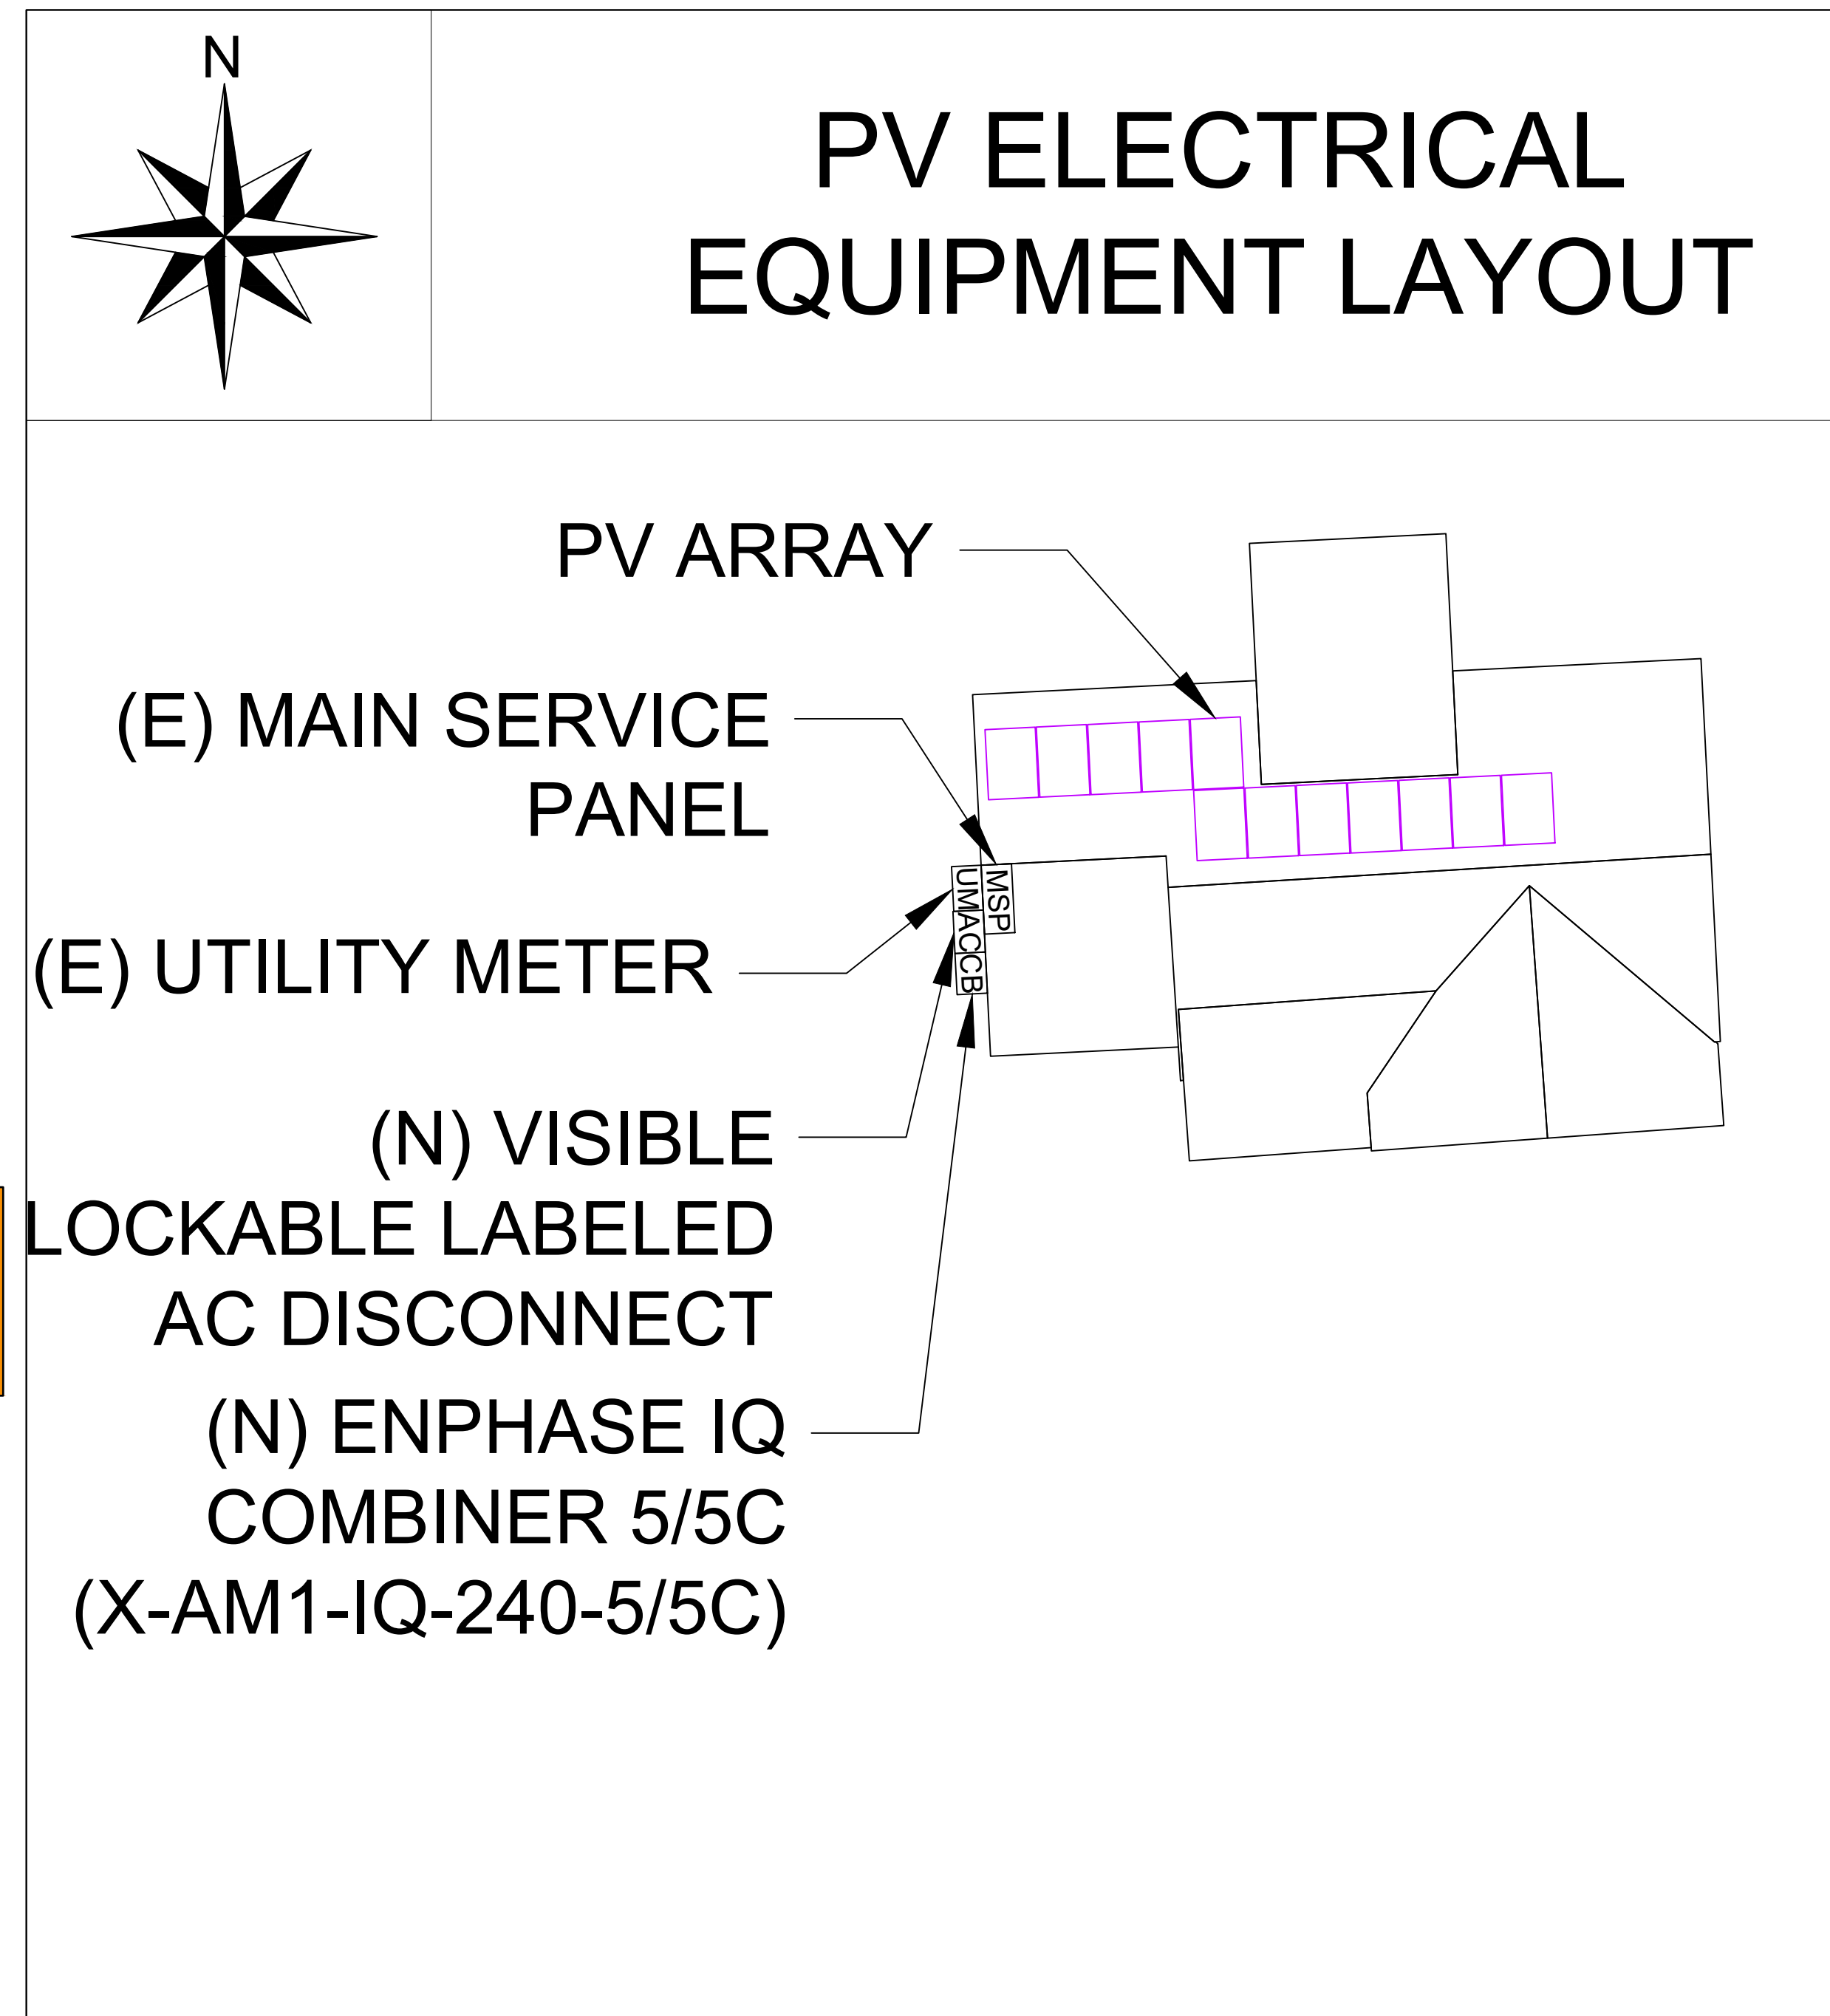 N
PV ELECTRICAL
EQUIPMENT LAYOUT
PV ARRAY
(E) MAIN SERVICE
PANEL
MSP
UM
AC
CB
(E) UTILITY METER
(N) VISIBLE
LOCKABLE LABELED
AC DISCONNECT
(N) ENPHASE IQ
COMBINER 5/5C
(X-AM1-IQ-240-5/5C)